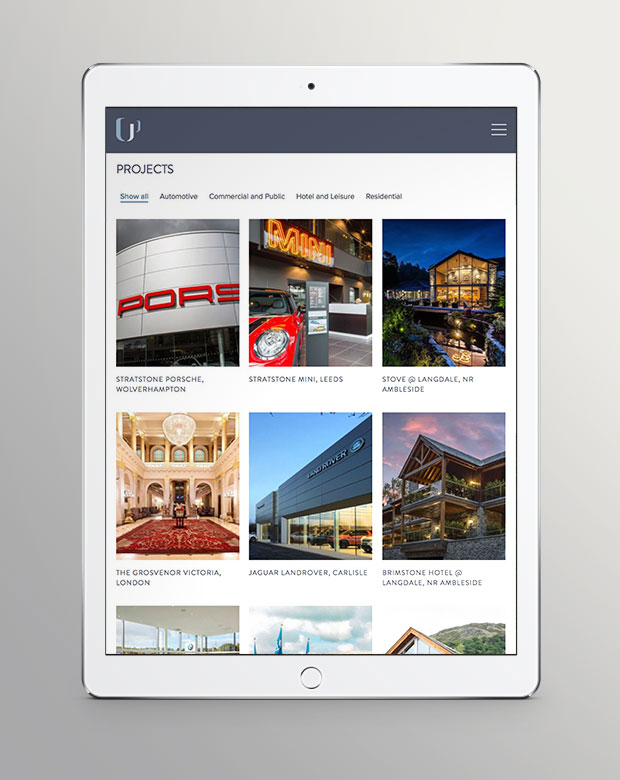 PROJECTS
Show all Automotive Commercial and Public Hotel and Leisure Residential
PORS
MINI
STRATSTONE PORSCHE,
WOLVERHAMPTON
STRATSTONE MINI, LEEDS
STOVE @ LANGDALE, NR
AMBLESIDE
LAND ROVER
THE GROSVENOR VICTORIA,
LONDON
JAGUAR LANDROVER, CARLISLE
BRIMSTONE HOTEL @
LANGDALE, NR AMBLESIDE